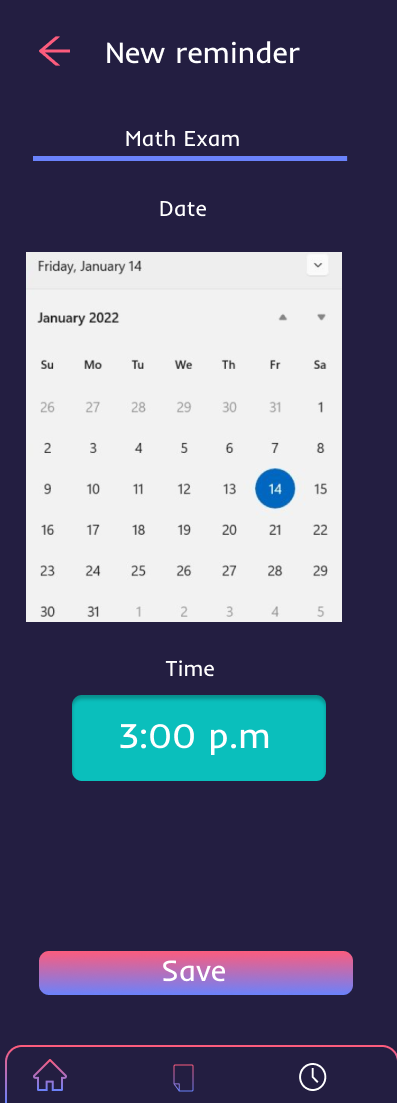 New reminder
Math Exam
Date
Friday, January 14
January 2022
Su Mo Tu We Th Fr Sa
26 27 28 29 30 31 1
2 3 4 5 6 7 8
9 10 11 12 13 14 15
16 17 18 19 20 21 22
23 24 25 26 27 28 29
30 31 1 2 3 4 5
Time
3:00 p.m
Save